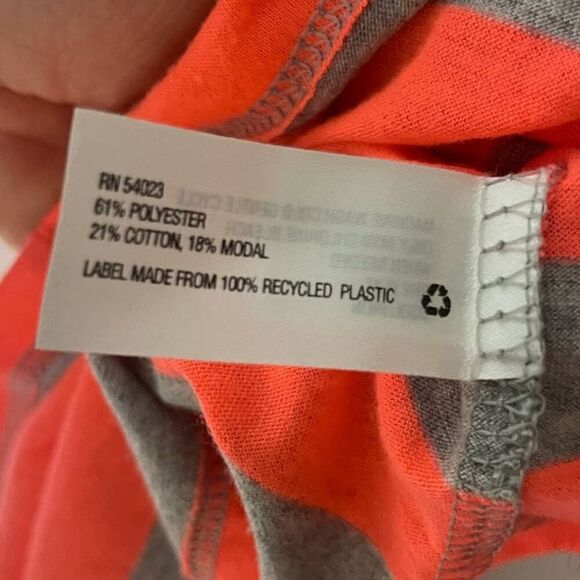 RN 54023
61% POLYESTER
21% COTTON, 18% MODAL
LABEL MADE FROM 100% RECYCLED PLASTIC